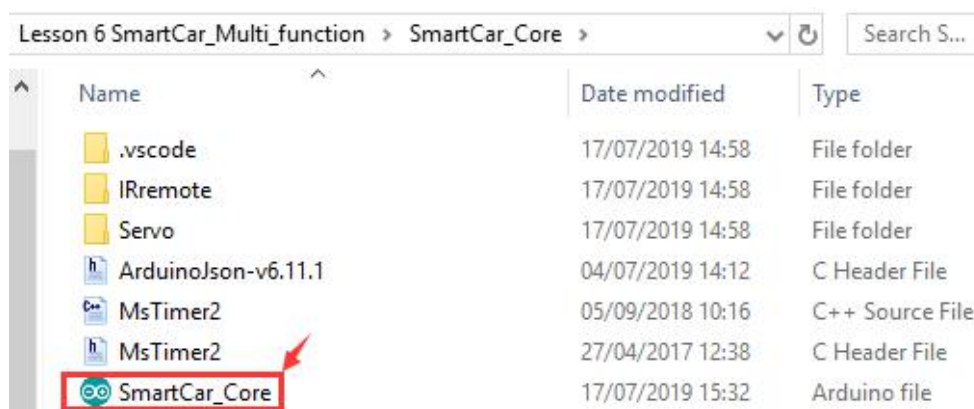 Lesson 6 SmartCar_Multi_function > SmartCar_Core > Search S...
Name Date modified Type
.vscode 17/07/2019 14:58 File folder
IRremote 17/07/2019 14:58 File folder
Servo 17/07/2019 14:58 File folder
ArduinoJson-v6.11.1 04/07/2019 14:12 C Header File
MsTimer2 05/09/2018 10:16 C++ Source File
MsTimer2 27/04/2017 12:38 C Header File
SmartCar_Core 17/07/2019 15:32 Arduino file